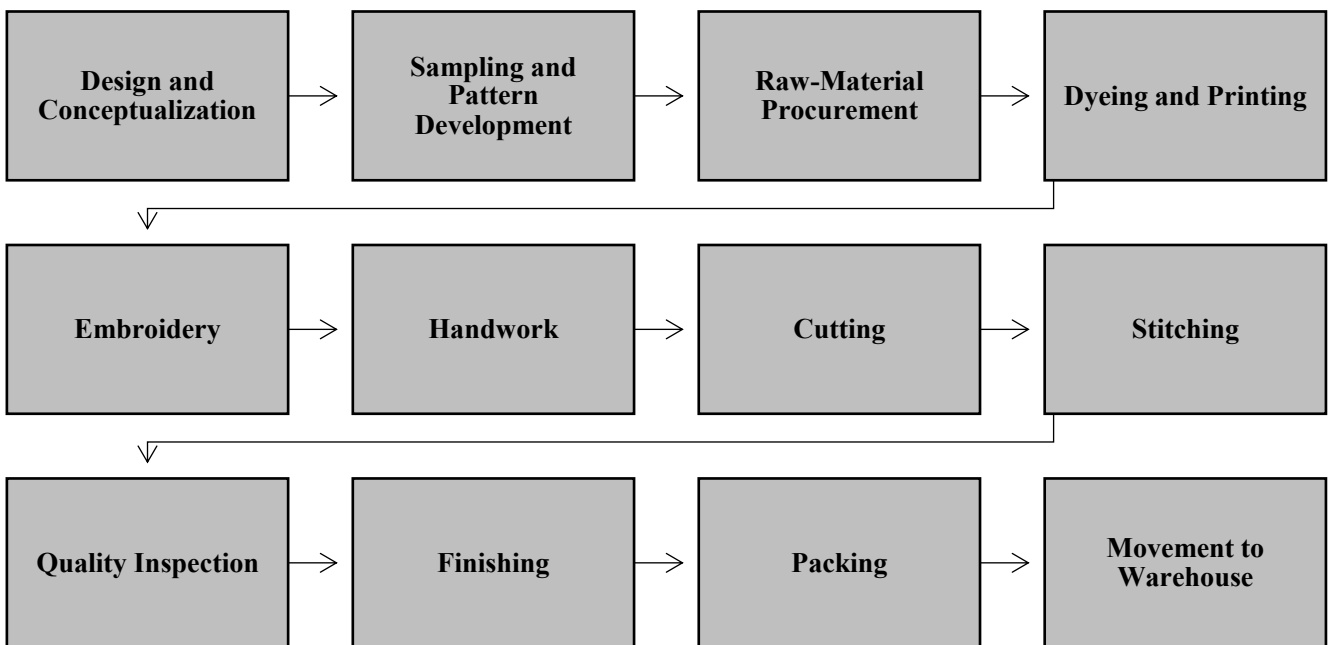 Design and
Conceptualization
Sampling and
Pattern
Development
Raw-Material
Procurement
Dyeing and Printing
Embroidery
Handwork
Cutting
Stitching
Quality Inspection
Finishing
Packing
Movement to
Warehouse